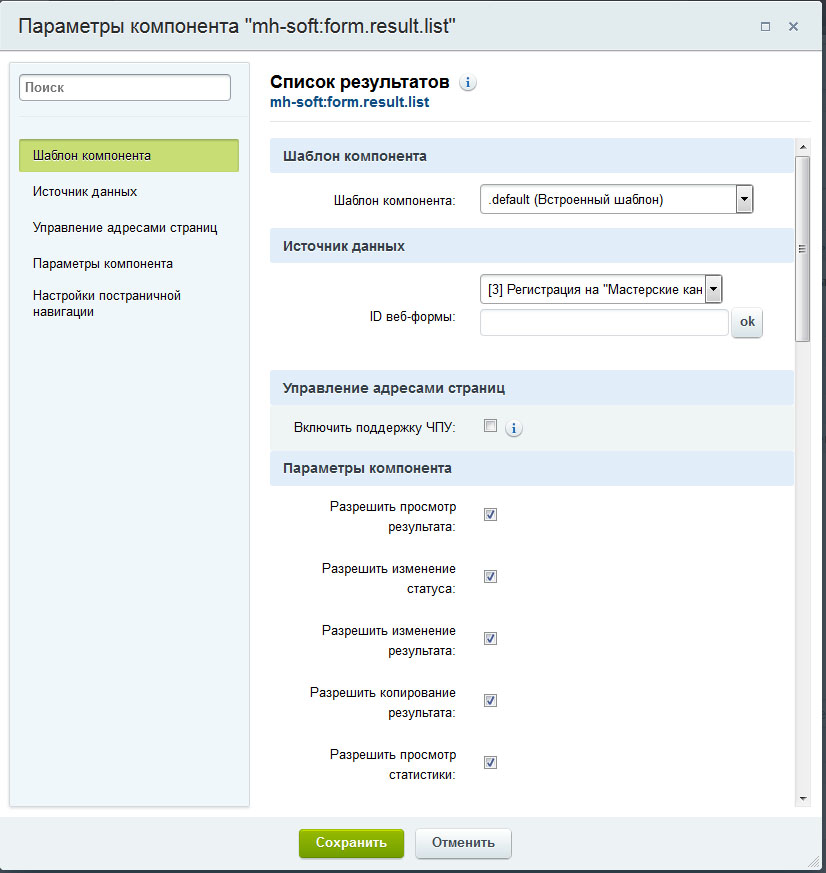 Параметры компонента "mh-soft:form.result.list"
Поиск
Шаблон компонента
Источник данных
Управление адресами страниц
Параметры компонента
Настройки постраничной
навигации
Список результатов
mh-soft:form.result.list
Шаблон компонента
Шаблон компонента:
.default (Встроенный шаблон)
Источник данных
[3] Регистрация на "Мастерские кан
ID веб-формы:
ok
Управление адресами страниц
Включить поддержку ЧПУ:
Параметры компонента
Разрешить просмотр
результата:
Разрешить изменение
статуса:
Разрешить изменение
результата:
Разрешить копирование
результата:
Разрешить просмотр
статистики:
Сохранить
Отменить